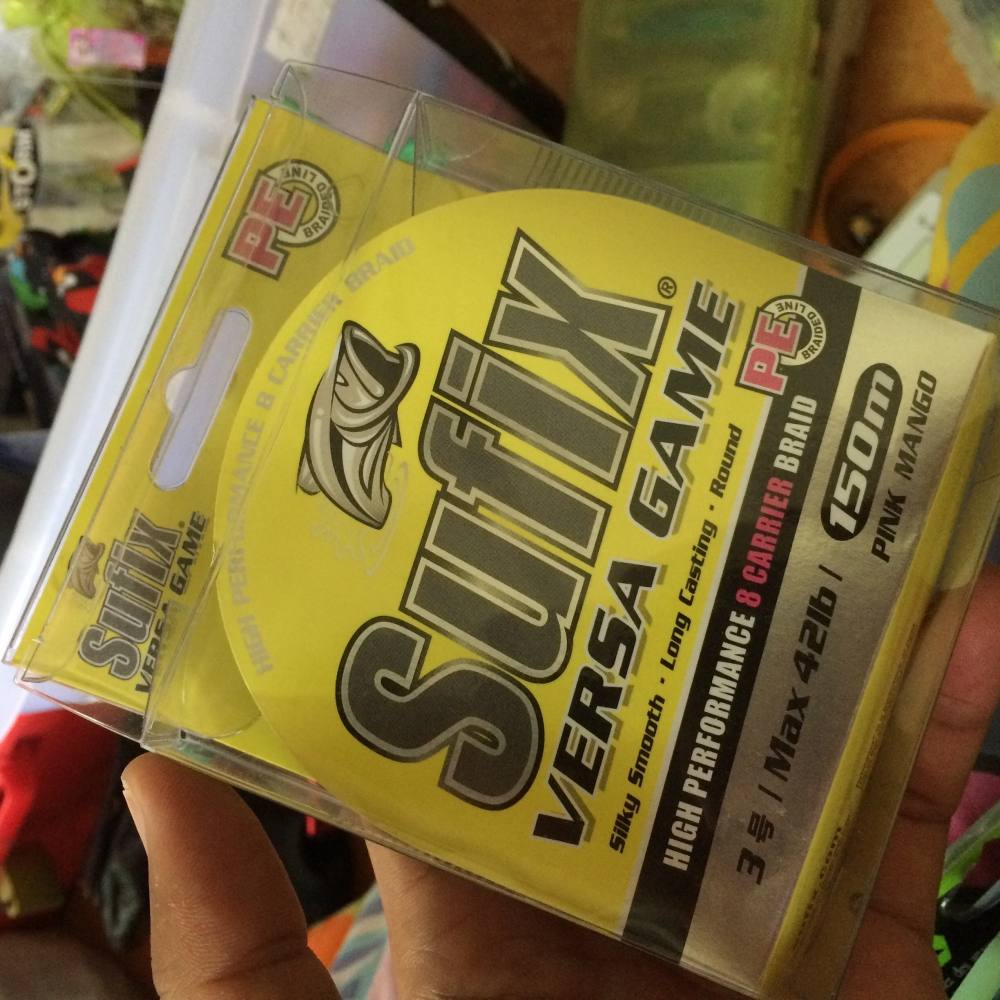 STORM
PE
BRAIDED LINE
Sufix
VERSA GAME
HIGH PERFORMANCE 8 CARRIER BRAID
Sufix®
VERSA GAME
Silky Smooth · Long Casting · Round
PE
BRAIDED LINE
HIGH PERFORMANCE 8 CARRIER BRAID
3号 / Max 42lb /
150m
PINK MANGO